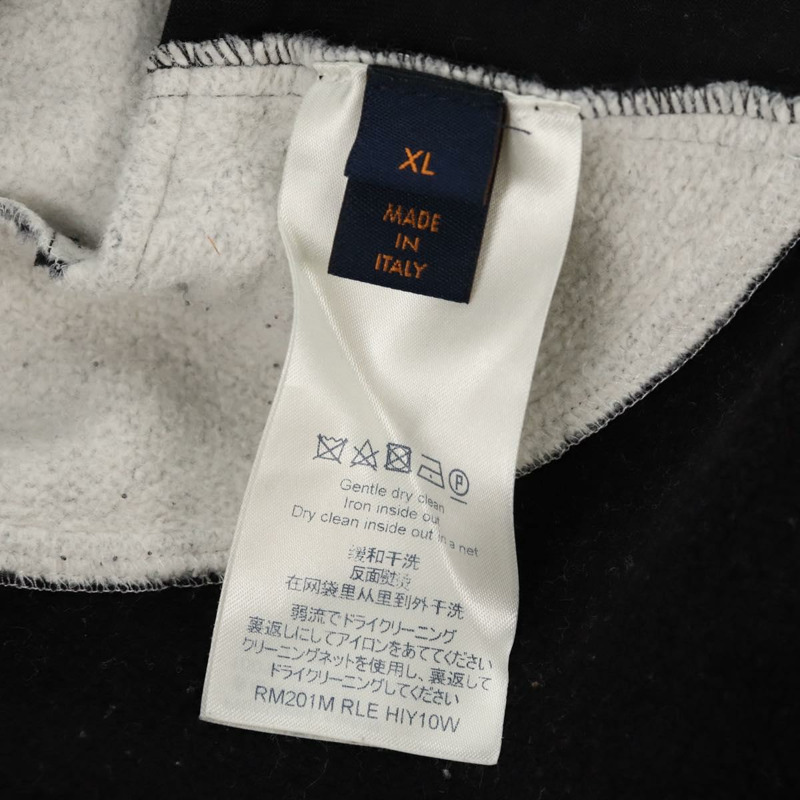 XL
MADE
IN
ITALY
P
Gentle dry clean
Iron inside out
Dry clean inside out in a net
缓和干洗
反面熨烫
在网袋里从里到外干洗
弱流でドライクリーニング
裏返しにしてアイロンをあててください
クリーニングネットを使用し、裏返して
ドライクリーニングしてください
RM201M RLE HIY10W